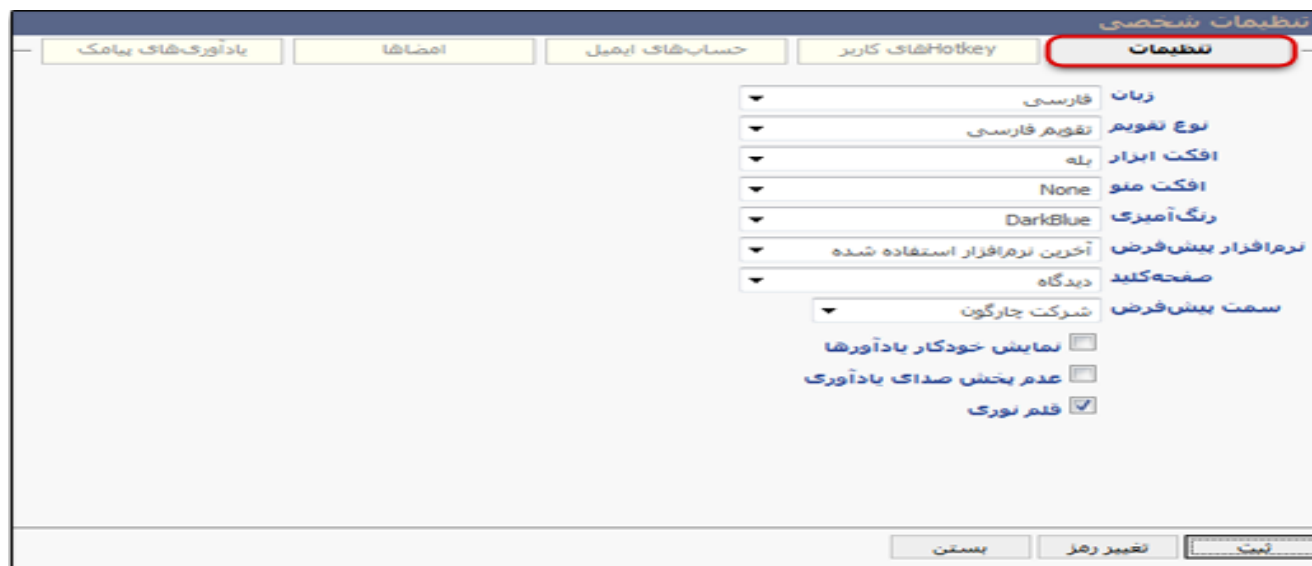 تنظیمات شخصی
تنظیمات Hotkeyهای کاربر حساب‌های ایمیل امضاها یادآوری‌های پیامک
زبان فارسی
نوع تقویم تقویم فارسی
افکت ابزار بله
افکت منو None
رنگ‌آمیزی DarkBlue
نرم‌افزار پیش‌فرض آخرین نرم‌افزار استفاده شده
صفحه‌کلید دیدگاه
سمت پیش‌فرض شرکت چارگون
نمایش خودکار یادآورها
عدم پخش صدای یادآوری
قلم نوری
ثبت تغییر رمز بستن